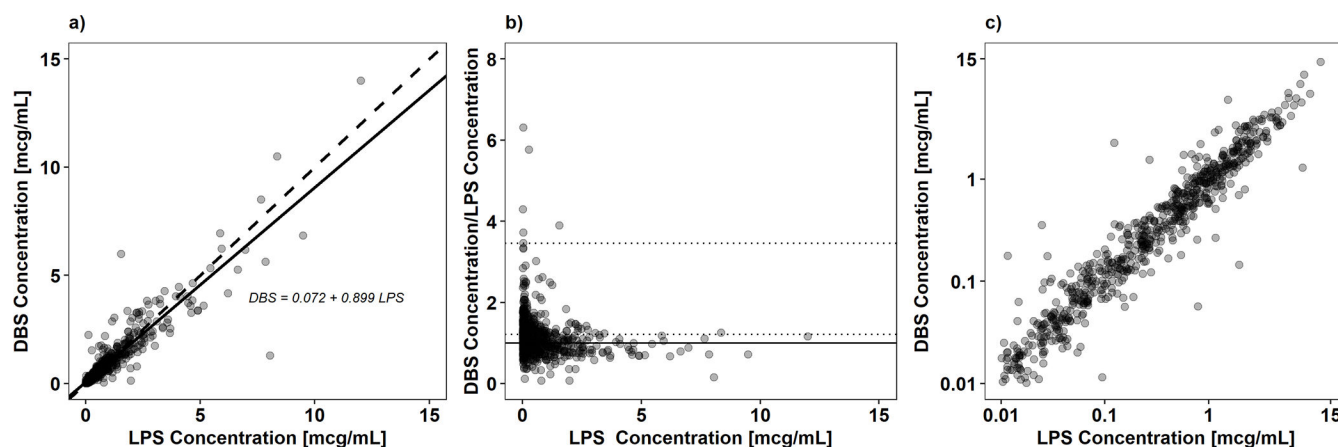 a)
DBS Concentration [mcg/mL]
15
10
5
0
DBS = 0.072 + 0.899 LPS
0 5 10 15
LPS Concentration [mcg/mL]
b)
DBS Concentration/LPS Concentration
8
6
4
2
0
0 5 10 15
LPS Concentration [mcg/mL]
c)
DBS Concentration [mcg/mL]
15
1
0.1
0.01
0.01 0.1 1 15
LPS Concentration [mcg/mL]